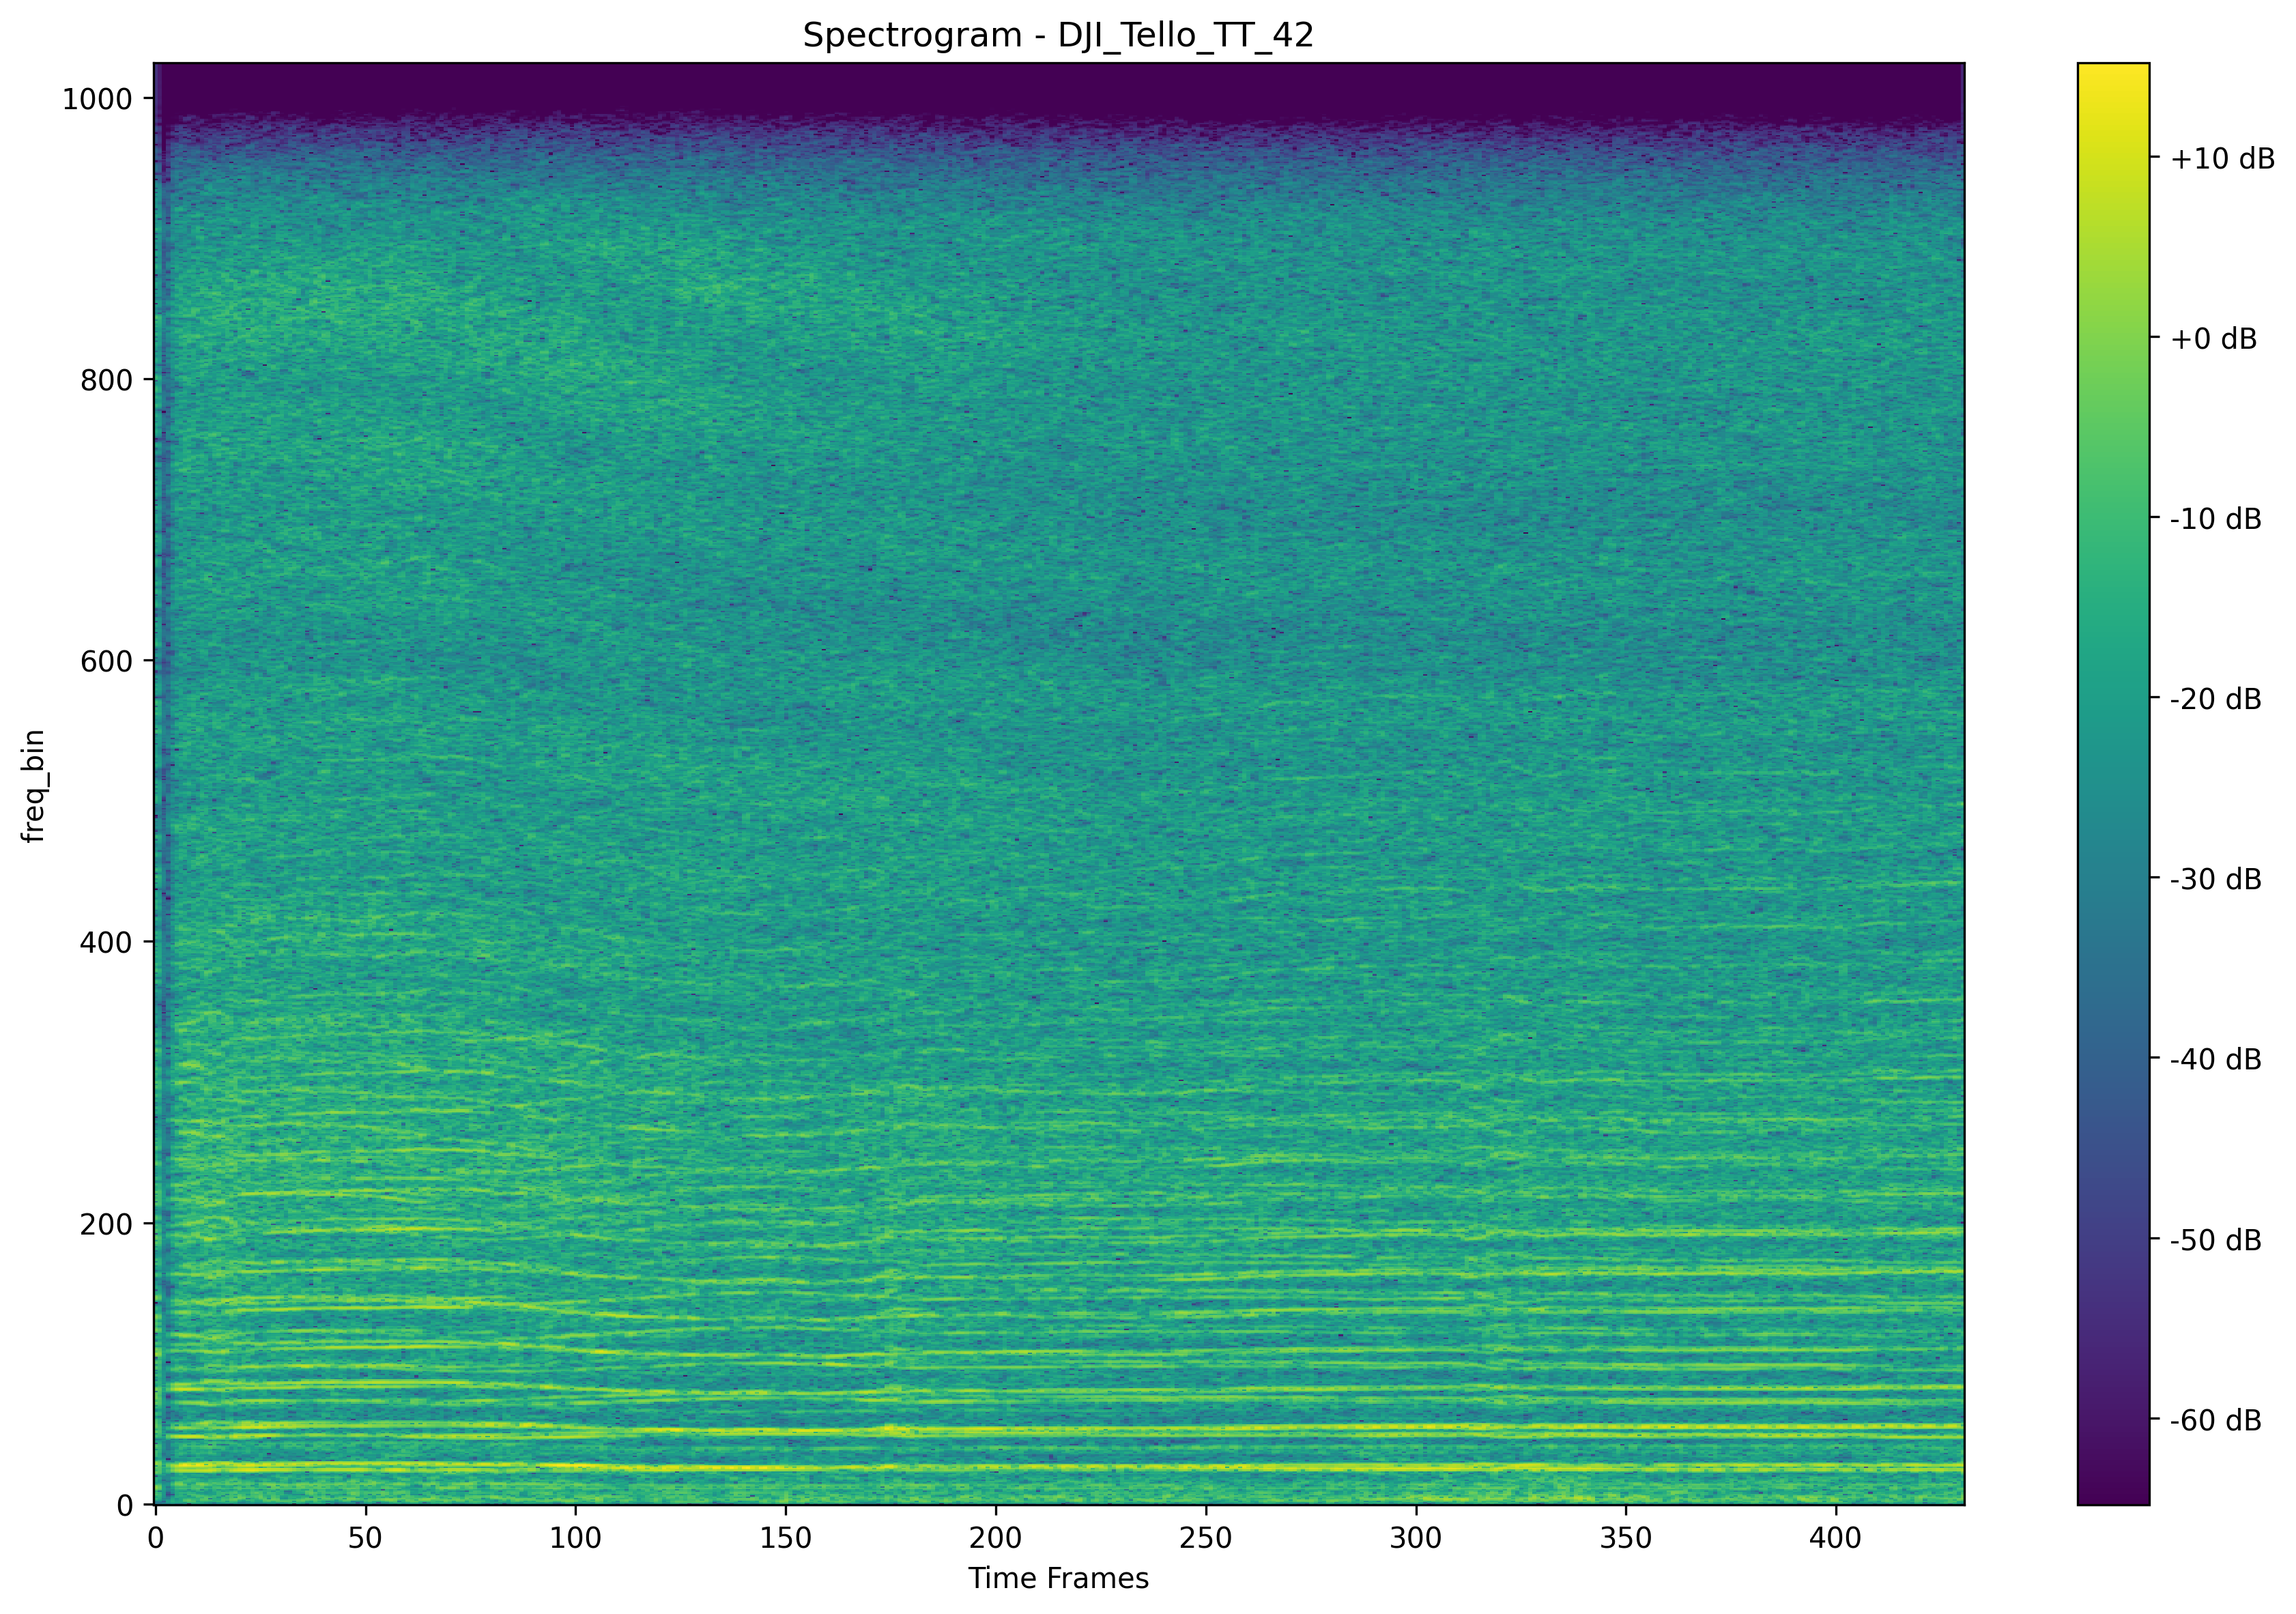 Spectrogram - DJI_Tello_TT_42
freq_bin
1000
800
600
400
200
0
0 50 100 150 200 250 300 350 400
Time Frames
+10 dB
+0 dB
-10 dB
-20 dB
-30 dB
-40 dB
-50 dB
-60 dB